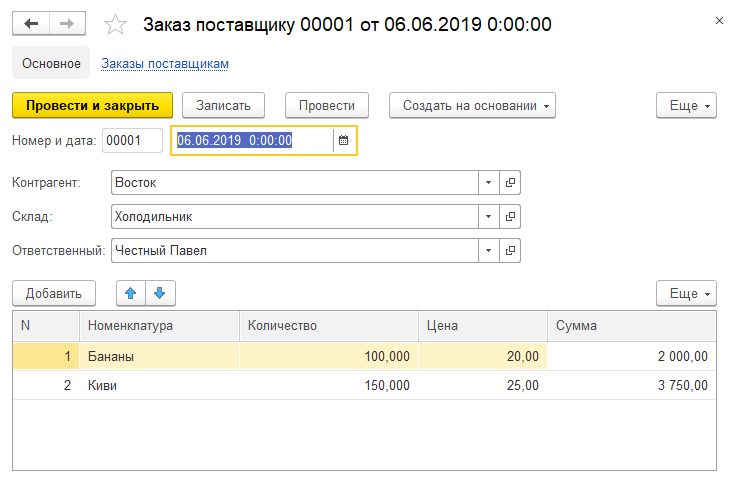 Заказ поставщику 00001 от 06.06.2019 0:00:00
Основное Заказы поставщикам
Провести и закрыть Записать Провести Создать на основании Еще
Номер и дата: 00001 06.06.2019 0:00:00
Контрагент: Восток
Склад: Холодильник
Ответственный: Честный Павел
Добавить Еще
N Номенклатура Количество Цена Сумма
1 Бананы 100,000 20,00 2 000,00
2 Киви 150,000 25,00 3 750,00